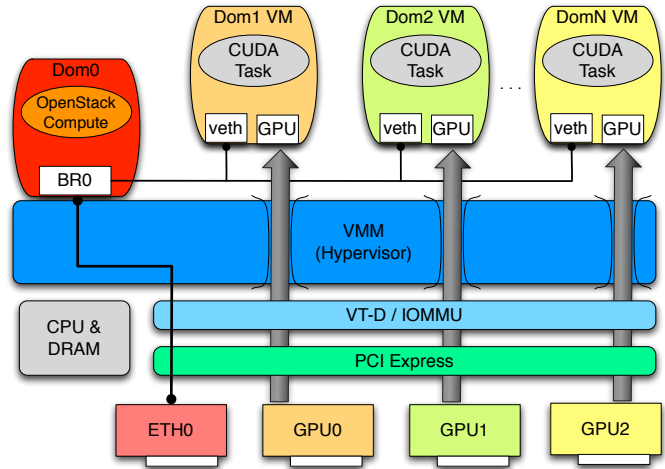 Dom1 VM
Dom2 VM
DomN VM
Dom0
CUDA
Task
CUDA
Task
CUDA
Task
OpenStack
Compute
. . .
veth
GPU
veth
GPU
veth
GPU
BR0
VMM
(Hypervisor)
CPU &
DRAM
VT-D / IOMMU
PCI Express
ETH0
GPU0
GPU1
GPU2